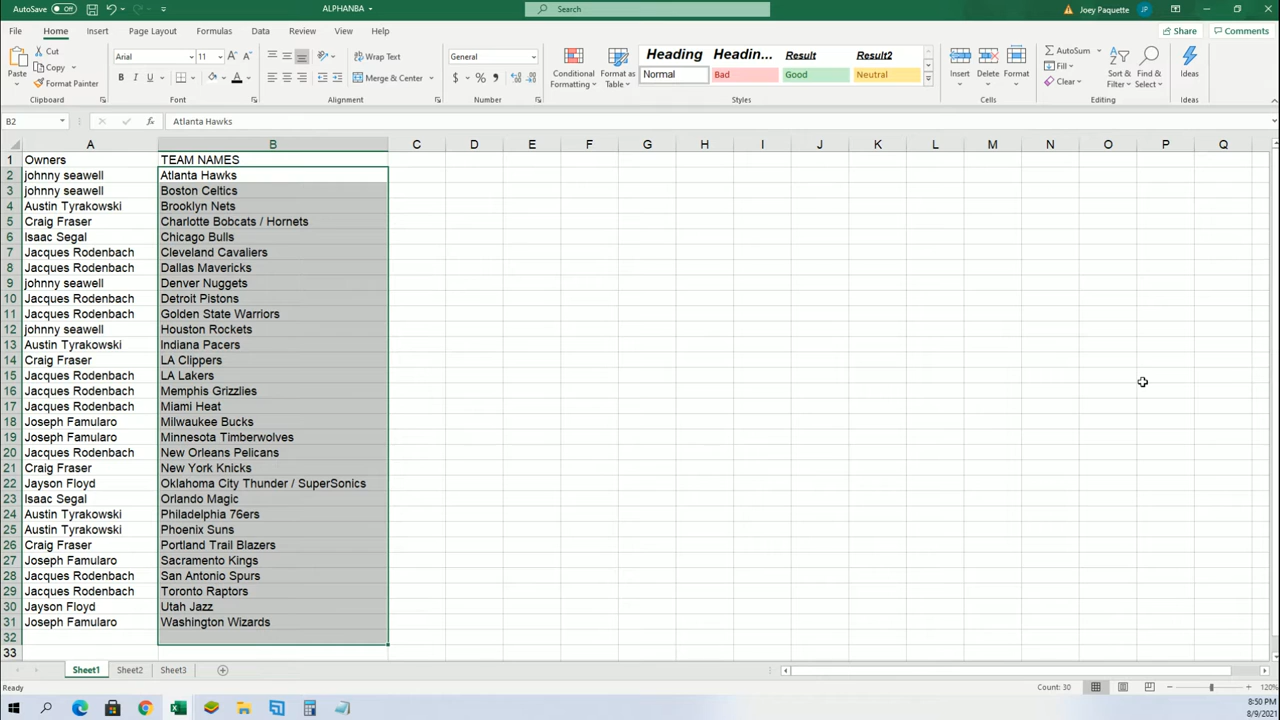 AutoSave Off ALPHANBA Search Joey Paquette JP
File Home Insert Page Layout Formulas Data Review View Help Share Comments
Cut Arial 11 Wrap Text General Heading Headin... Result Result2 AutoSum
Copy Fill
Paste Format Painter B I U Merge & Center $ % Conditional Formatting Format as Table Normal Bad Good Neutral Insert Delete Format Clear Sort & Filter Find & Select Ideas
Clipboard Font Alignment Number Styles Cells Editing Ideas
B2 fx Atlanta Hawks
A B C D E F G H I J K L M N O P Q
1 Owners TEAM NAMES
2 johnny seawell Atlanta Hawks
3 johnny seawell Boston Celtics
4 Austin Tyrakowski Brooklyn Nets
5 Craig Fraser Charlotte Bobcats / Hornets
6 Isaac Segal Chicago Bulls
7 Jacques Rodenbach Cleveland Cavaliers
8 Jacques Rodenbach Dallas Mavericks
9 johnny seawell Denver Nuggets
10 Jacques Rodenbach Detroit Pistons
11 Jacques Rodenbach Golden State Warriors
12 johnny seawell Houston Rockets
13 Austin Tyrakowski Indiana Pacers
14 Craig Fraser LA Clippers
15 Jacques Rodenbach LA Lakers
16 Jacques Rodenbach Memphis Grizzlies
17 Jacques Rodenbach Miami Heat
18 Joseph Famularo Milwaukee Bucks
19 Joseph Famularo Minnesota Timberwolves
20 Jacques Rodenbach New Orleans Pelicans
21 Craig Fraser New York Knicks
22 Jayson Floyd Oklahoma City Thunder / SuperSonics
23 Isaac Segal Orlando Magic
24 Austin Tyrakowski Philadelphia 76ers
25 Austin Tyrakowski Phoenix Suns
26 Craig Fraser Portland Trail Blazers
27 Joseph Famularo Sacramento Kings
28 Jacques Rodenbach San Antonio Spurs
29 Jacques Rodenbach Toronto Raptors
30 Jayson Floyd Utah Jazz
31 Joseph Famularo Washington Wizards
32
33
Sheet1 Sheet2 Sheet3
Ready Count: 30 120%
8:50 PM
8/9/2021